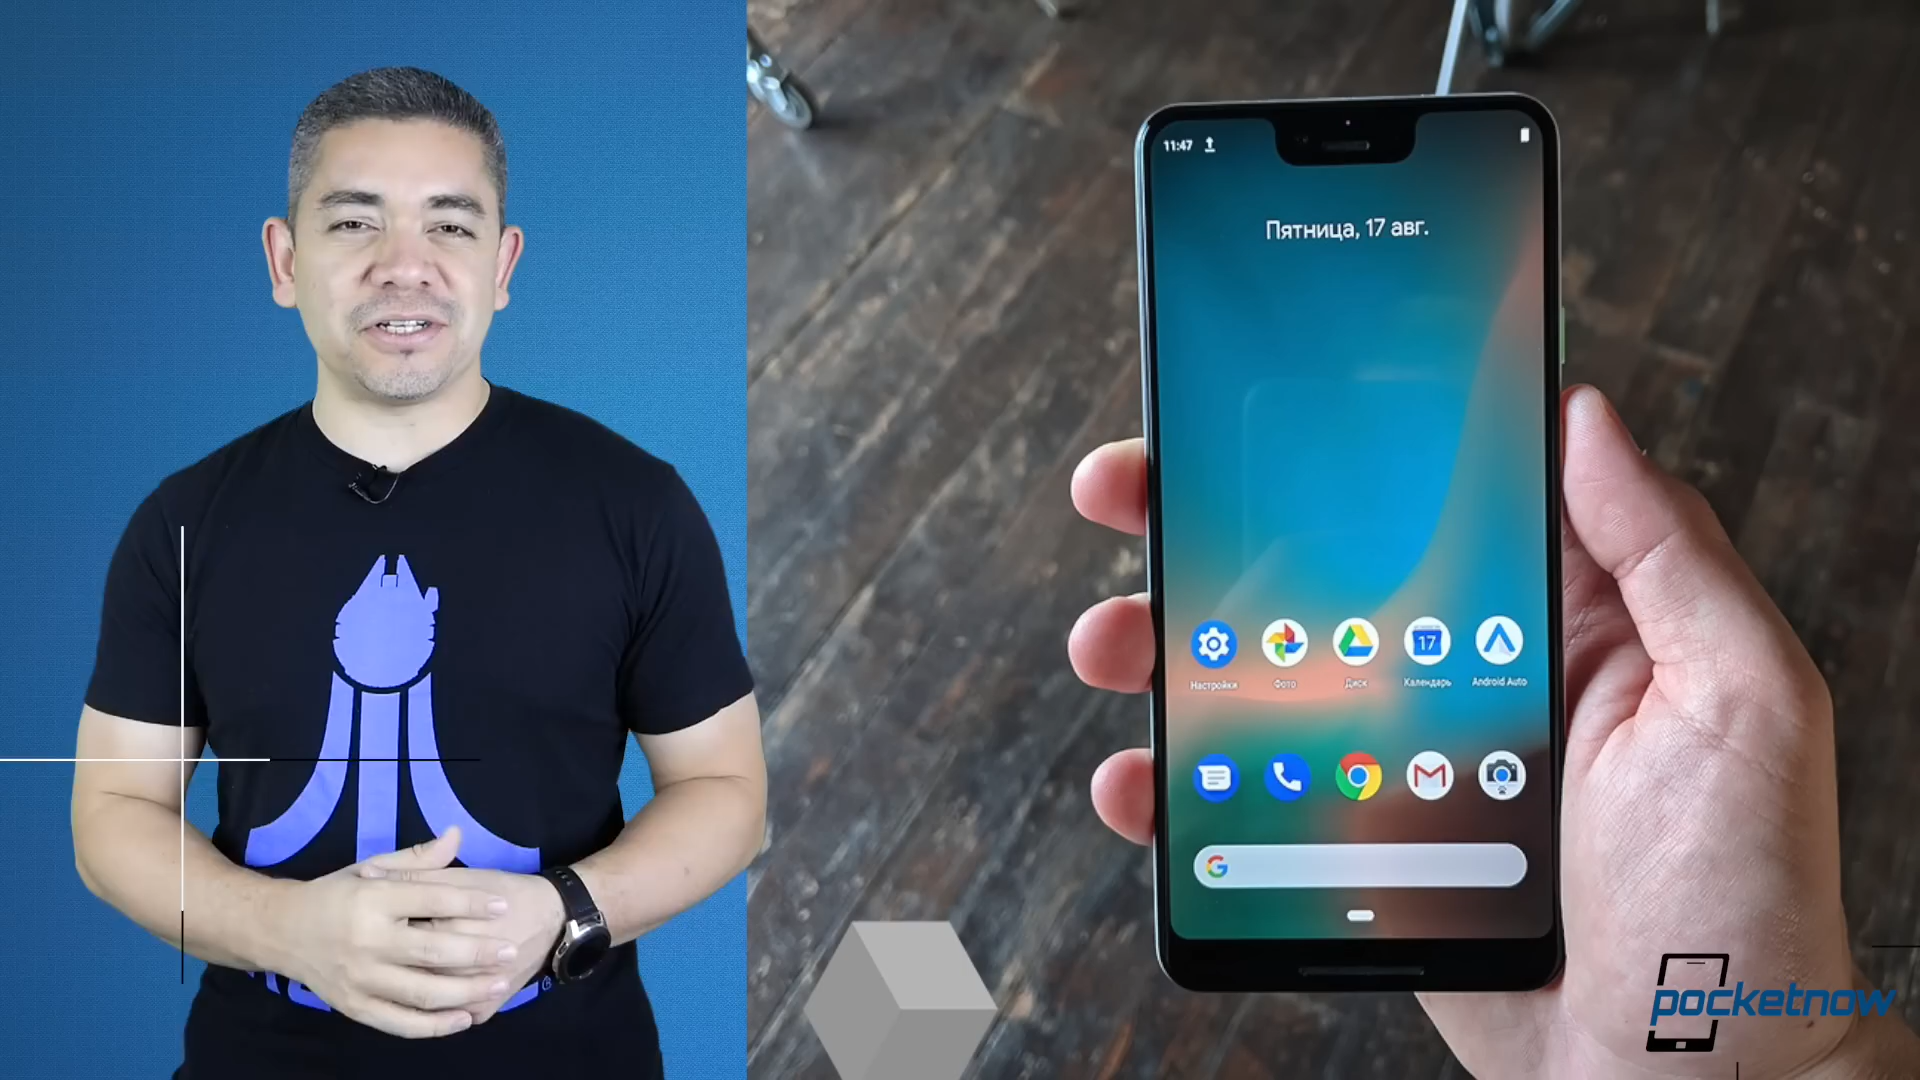 11:47
Пятница, 17 авг.
17
Настройки
Фото
Диск
Календарь
Android Auto
G
pocketnow